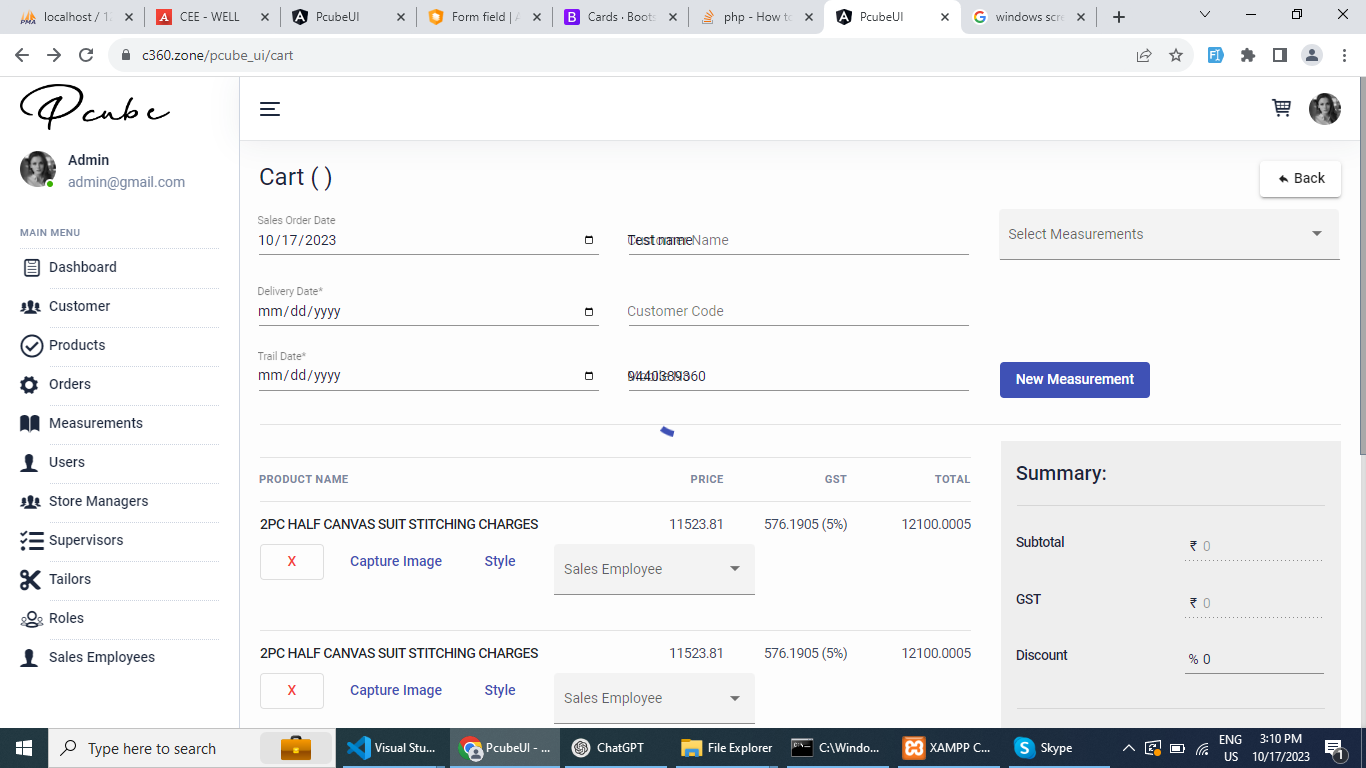 localhost / 12
CEE - WELL
PcubeUI
Form field | A
Cards · Boots
php - How to
PcubeUI
windows scre
c360.zone/pcube_ui/cart
Pcube
Admin
admin@gmail.com
MAIN MENU
Dashboard
Customer
Products
Orders
Measurements
Users
Store Managers
Supervisors
Tailors
Roles
Sales Employees
Cart ( )
Back
Sales Order Date
10/17/2023
Test name
Customer Name
Select Measurements
Delivery Date*
mm/dd/yyyy
Customer Code
Trail Date*
mm/dd/yyyy
9440389360
New Measurement
PRODUCT NAME PRICE GST TOTAL
2PC HALF CANVAS SUIT STITCHING CHARGES 11523.81 576.1905 (5%) 12100.0005
X Capture Image Style Sales Employee
2PC HALF CANVAS SUIT STITCHING CHARGES 11523.81 576.1905 (5%) 12100.0005
X Capture Image Style Sales Employee
Summary:
Subtotal ₹ 0
GST ₹ 0
Discount % 0
Type here to search
Visual Stu...
PcubeUI - ...
ChatGPT
File Explorer
C:\Windo...
XAMPP C...
Skype
ENG
US
3:10 PM
10/17/2023
1